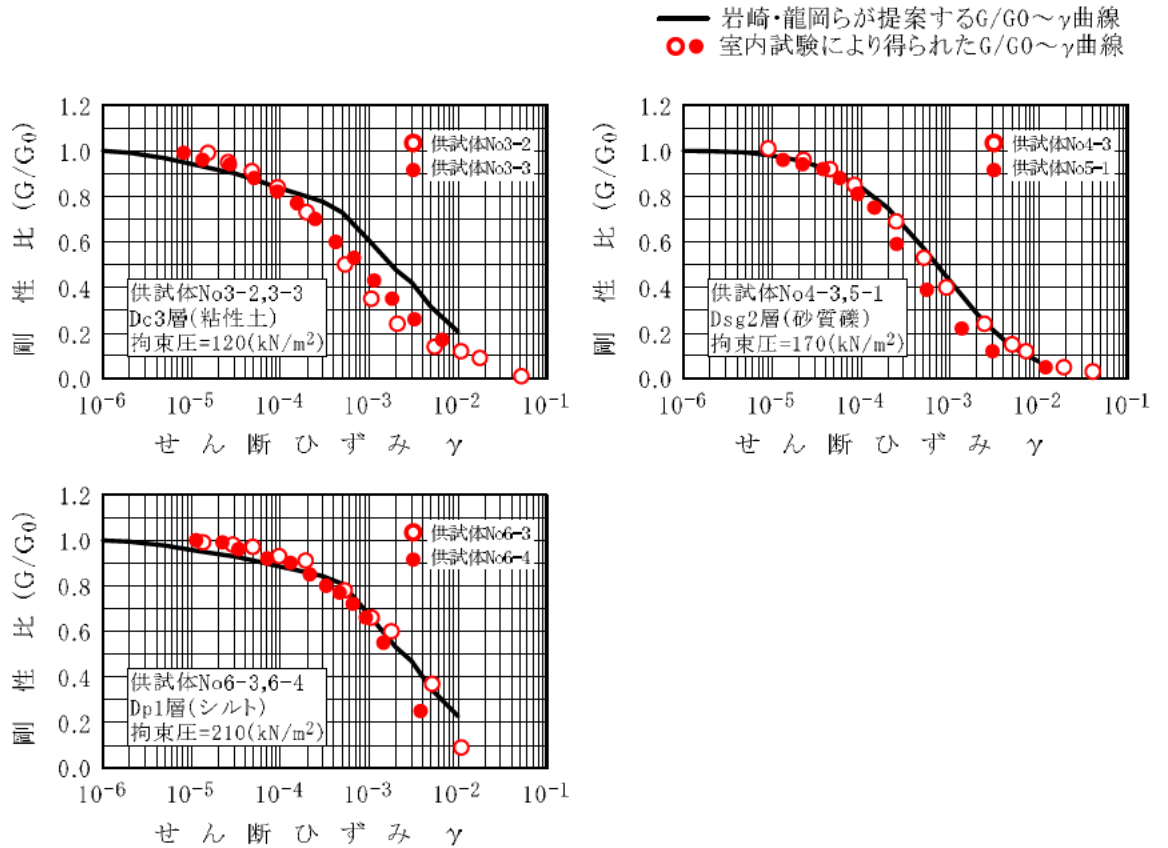 岩崎・龍岡らが提案するG/G0～γ曲線
室内試験により得られたG/G0～γ曲線
剛性比(G/G0)
1.2
1.0
0.8
0.6
0.4
0.2
0.0
供試体No3-2
供試体No3-3
供試体No3-2,3-3
Dc3層(粘性土)
拘束圧=120(kN/m²)
10⁻⁶ 10⁻⁵ 10⁻⁴ 10⁻³ 10⁻² 10⁻¹
せん断ひずみ γ
剛性比(G/G0)
1.2
1.0
0.8
0.6
0.4
0.2
0.0
供試体No4-3
供試体No5-1
供試体No4-3,5-1
Dsg2層(砂質礫)
拘束圧=170(kN/m²)
10⁻⁶ 10⁻⁵ 10⁻⁴ 10⁻³ 10⁻² 10⁻¹
せん断ひずみ γ
剛性比(G/G0)
1.2
1.0
0.8
0.6
0.4
0.2
0.0
供試体No6-3
供試体No6-4
供試体No6-3,6-4
Dp1層(シルト)
拘束圧=210(kN/m²)
10⁻⁶ 10⁻⁵ 10⁻⁴ 10⁻³ 10⁻² 10⁻¹
せん断ひずみ γ